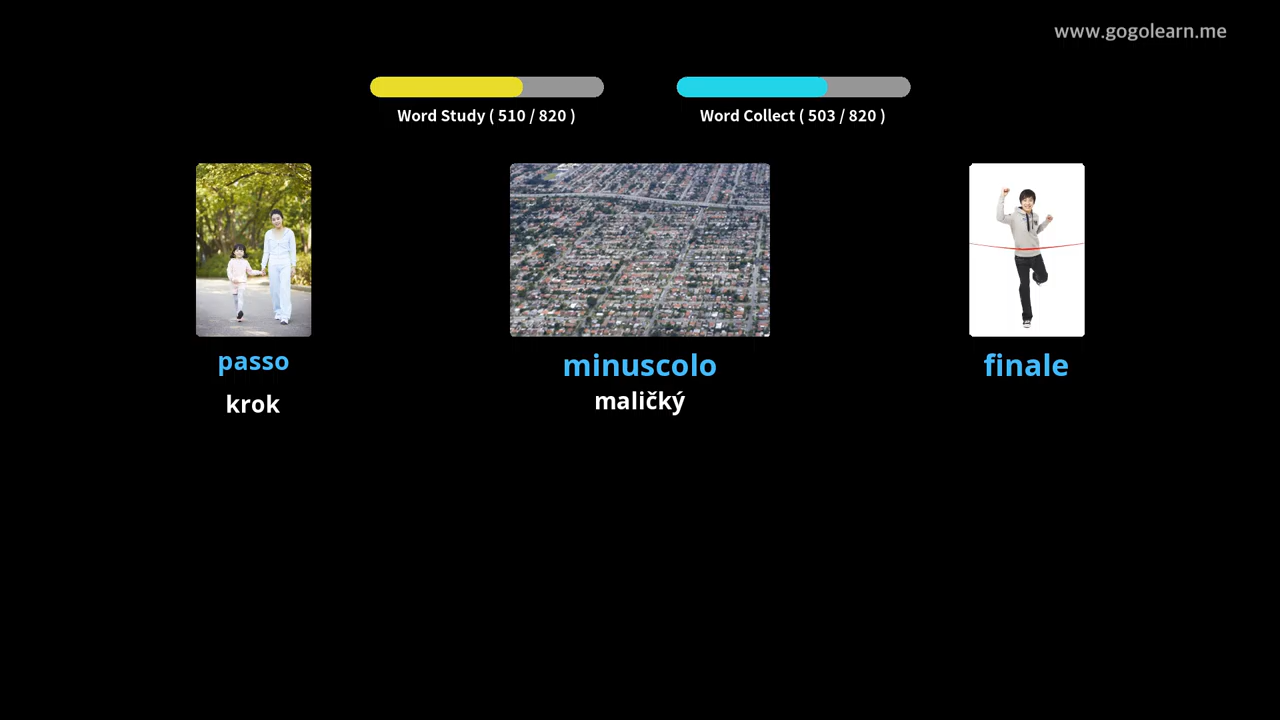 www.gogolearn.me
Word Study ( 510 / 820 )
Word Collect ( 503 / 820 )
passo
krok
minuscolo
maličký
finale